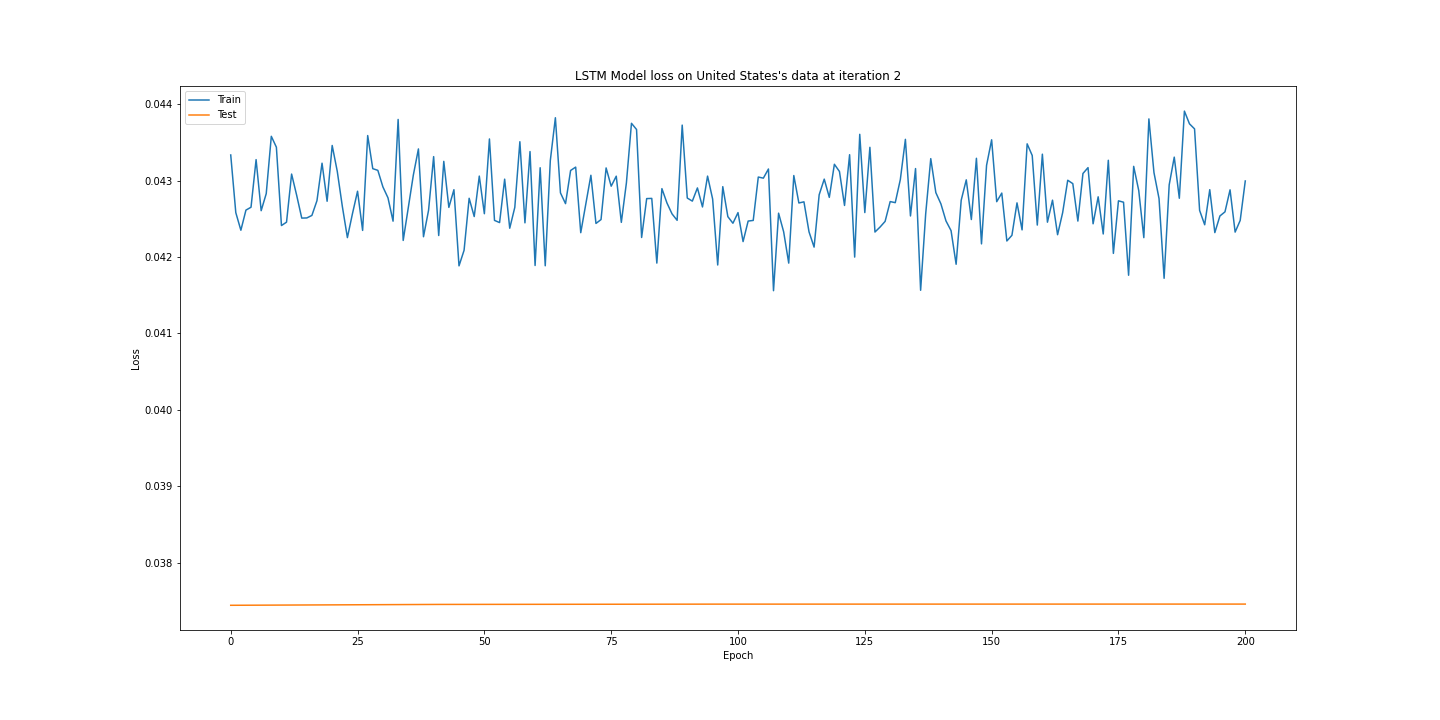 LSTM Model loss on United States's data at iteration 2
Train
Test
0.044
0.043
0.042
0.041
0.040
0.039
0.038
Loss
0 25 50 75 100 125 150 175 200
Epoch